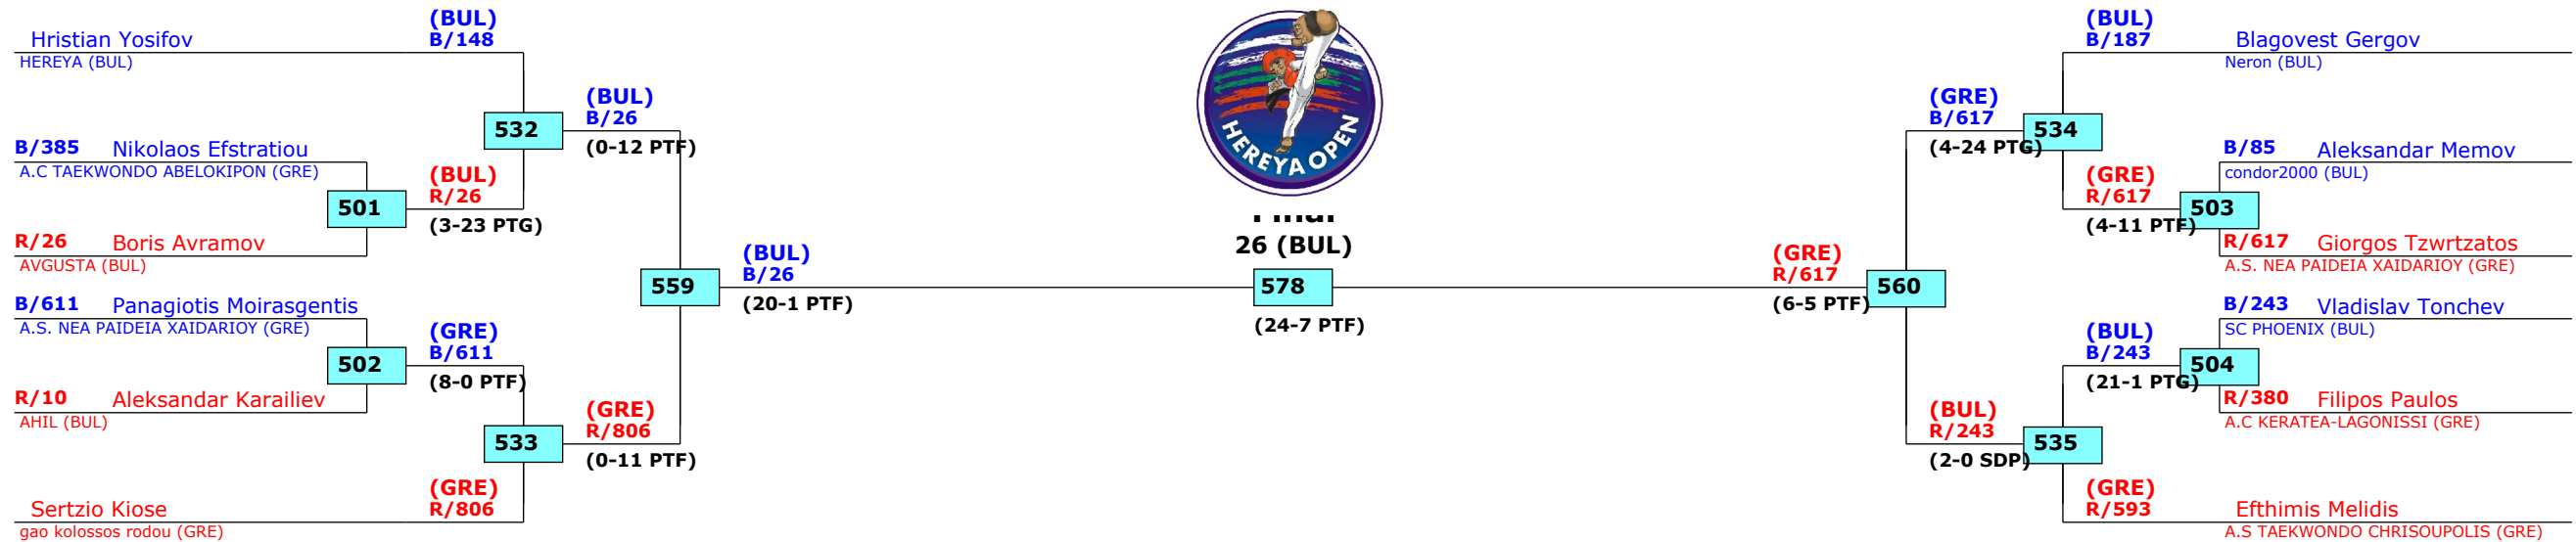 (BUL)
B/148
Hristian Yosifov
HEREYA (BUL)
532
(BUL)
B/26
(0-12 PTF)
B/385 Nikolaos Efstratiou
A.C TAEKWONDO ABELOKIPON (GRE)
501
(BUL)
R/26
(3-23 PTG)
R/26 Boris Avramov
AVGUSTA (BUL)
559
(BUL)
B/26
(20-1 PTF)
B/611 Panagiotis Moirasgentis
A.S. NEA PAIDEIA XAIDARIOY (GRE)
502
(GRE)
B/611
(8-0 PTF)
R/10 Aleksandar Karailiev
AHIL (BUL)
533
(GRE)
R/806
(0-11 PTF)
(GRE)
R/806
Sertzio Kiose
gao kolossos rodou (GRE)
HEREYA OPEN
Final
26 (BUL)
578
(24-7 PTF)
(BUL)
B/187
Blagovest Gergov
Neron (BUL)
(GRE)
B/617
(4-24 PTG)
534
B/85 Aleksandar Memov
condor2000 (BUL)
(GRE)
R/617
(4-11 PTF)
503
R/617 Giorgos Tzwrtzatos
A.S. NEA PAIDEIA XAIDARIOY (GRE)
(GRE)
R/617
(6-5 PTF)
560
B/243 Vladislav Tonchev
SC PHOENIX (BUL)
(BUL)
B/243
(21-1 PTG)
504
R/380 Filipos Paulos
A.C KERATEA-LAGONISSI (GRE)
(BUL)
R/243
(2-0 SDP)
535
(GRE)
R/593
Efthimis Melidis
A.S TAEKWONDO CHRISOUPOLIS (GRE)